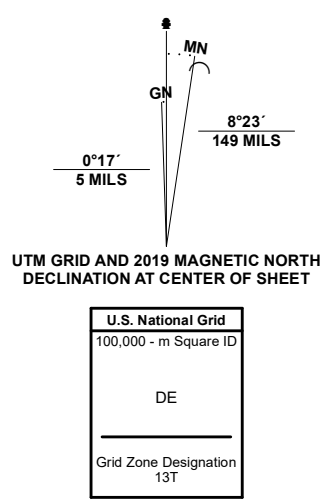 MN
GN
8°23´
149 MILS
0°17´
5 MILS
UTM GRID AND 2019 MAGNETIC NORTH
DECLINATION AT CENTER OF SHEET
U.S. National Grid
100,000 - m Square ID
DE
Grid Zone Designation
13T